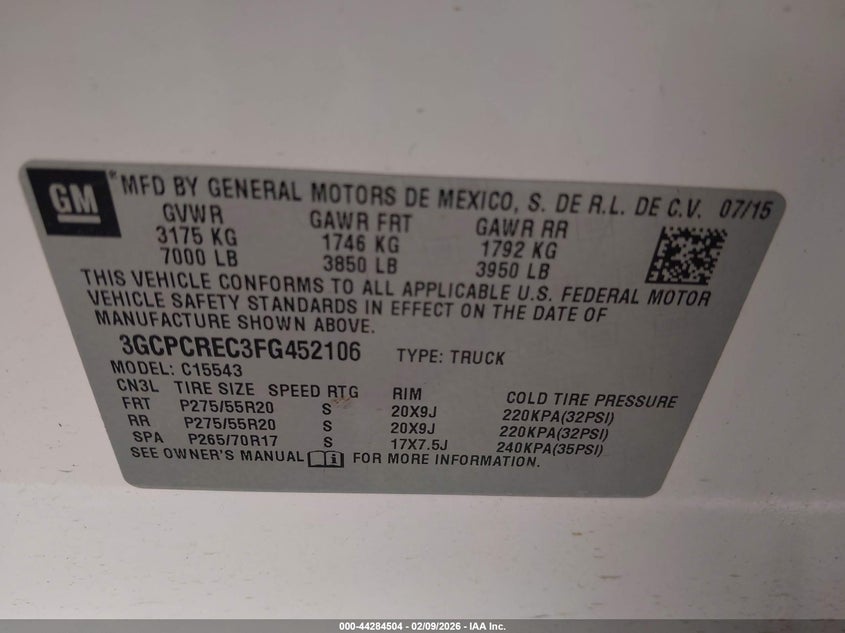 GM ® MFD BY GENERAL MOTORS DE MEXICO, S. DE R.L. DE C.V. 07/15
GVWR GAWR FRT GAWR RR
3175 KG 1746 KG 1792 KG
7000 LB 3850 LB 3950 LB
THIS VEHICLE CONFORMS TO ALL APPLICABLE U.S. FEDERAL MOTOR
VEHICLE SAFETY STANDARDS IN EFFECT ON THE DATE OF
MANUFACTURE SHOWN ABOVE.
3GCPCREC3FG452106 TYPE: TRUCK
MODEL: C15543
CN3L TIRE SIZE SPEED RTG RIM COLD TIRE PRESSURE
FRT P275/55R20 S 20X9J 220KPA(32PSI)
RR P275/55R20 S 20X9J 220KPA(32PSI)
SPA P265/70R17 S 17X7.5J 240KPA(35PSI)
SEE OWNER'S MANUAL i FOR MORE INFORMATION.
000-44284504 - 02/09/2026 - IAA Inc.